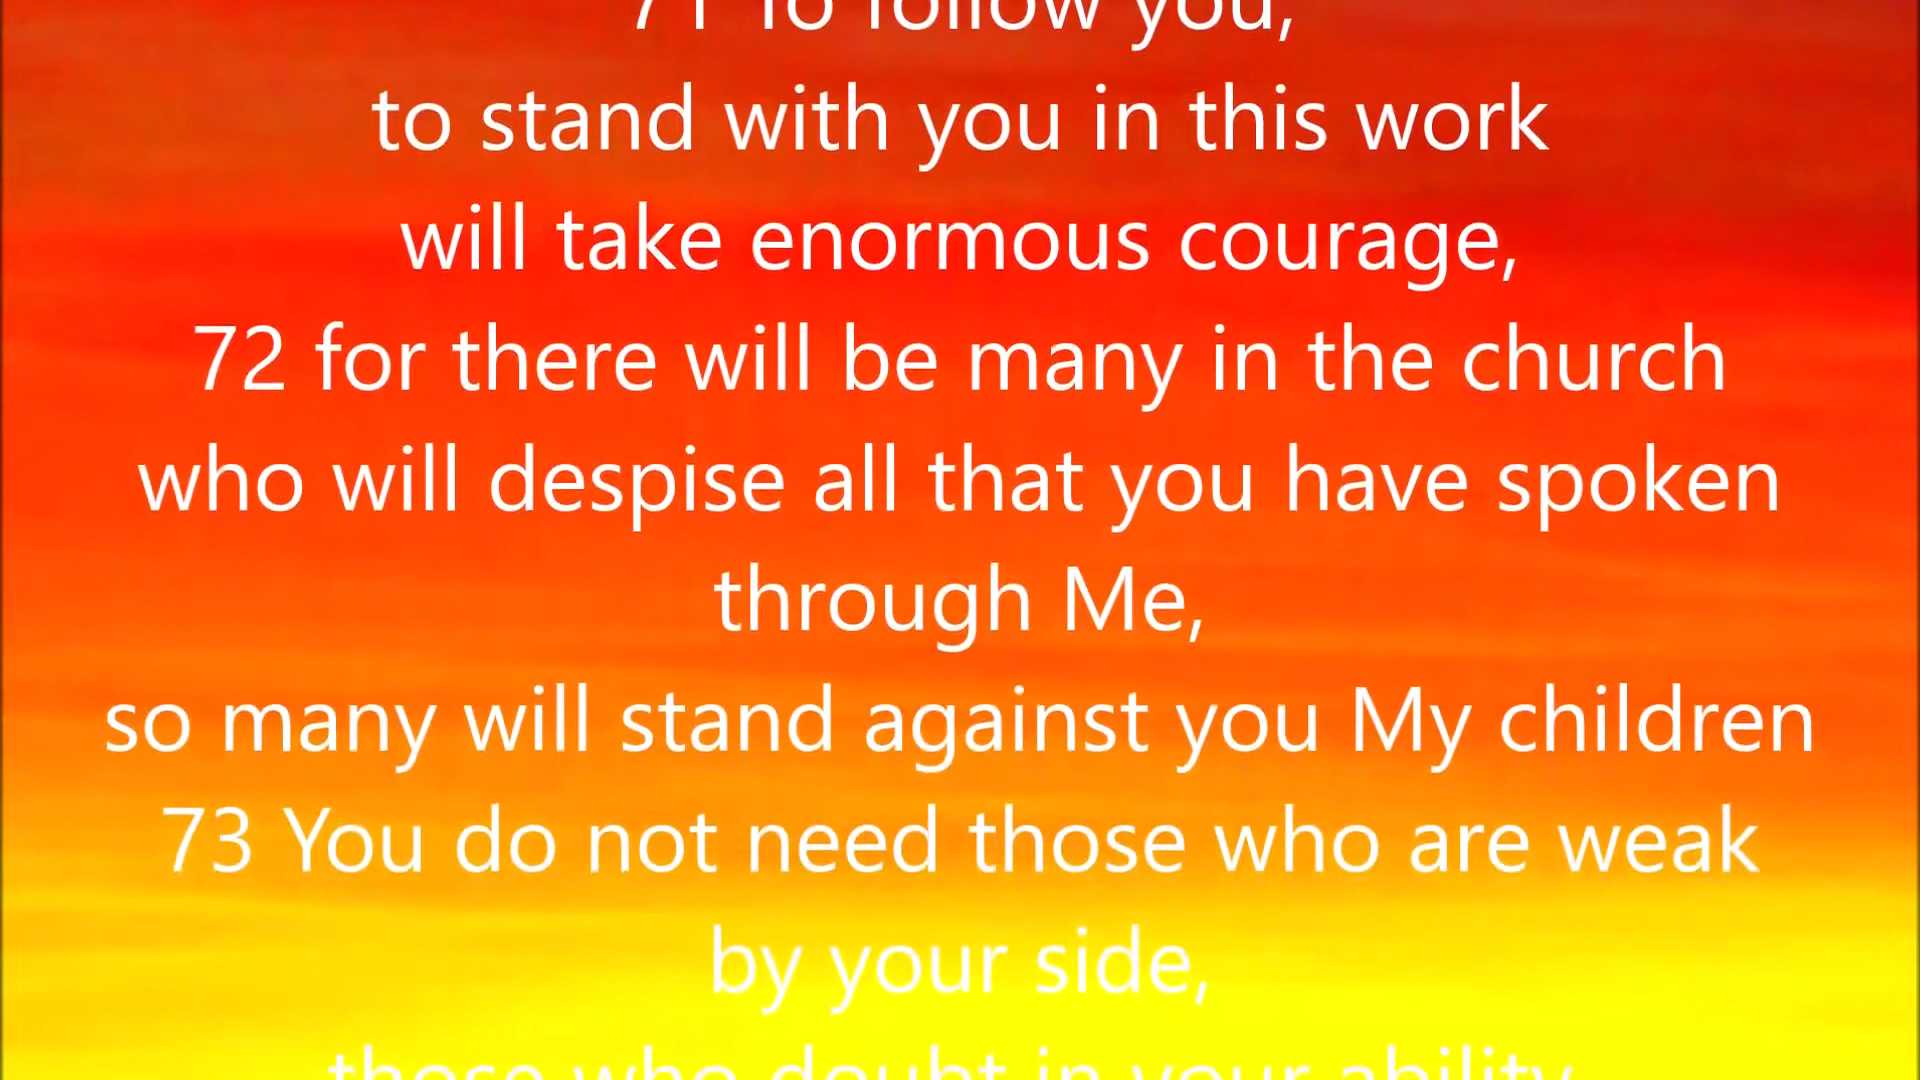 71 To follow you,
to stand with you in this work
will take enormous courage,
72 for there will be many in the church
who will despise all that you have spoken
through Me,
so many will stand against you My children
73 You do not need those who are weak
by your side,
those who doubt in your ability